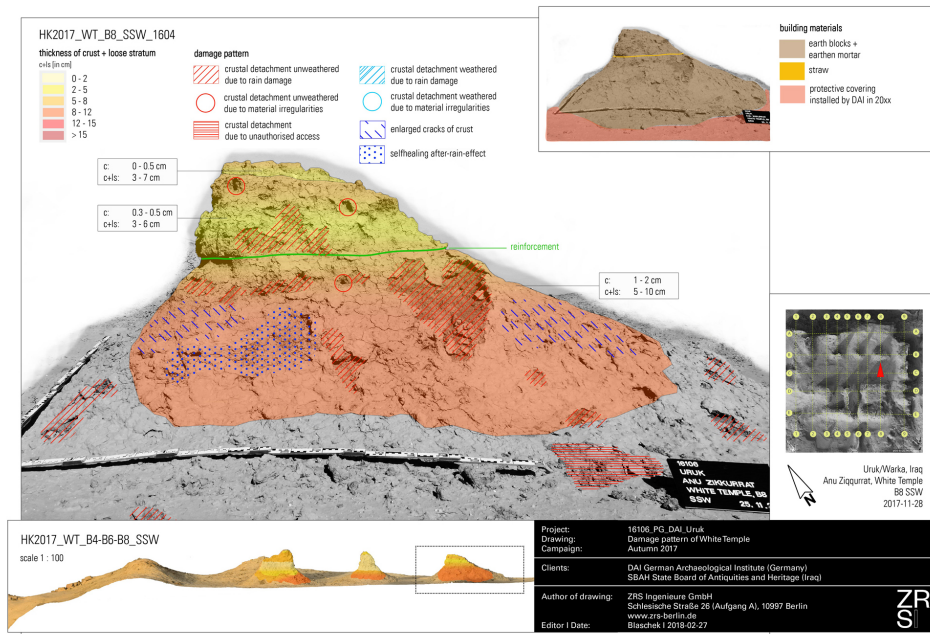 HK2017_WT_B8_SSW_1604
thickness of crust + loose stratum
c+ls [in cm]
0 - 2
2 - 5
5 - 8
8 - 12
12 - 15
> 15
damage pattern
crustal detachment unweathered
due to rain damage
crustal detachment unweathered
due to material irregularities
crustal detachment
due to unauthorised access
crustal detachment weathered
due to rain damage
crustal detachment weathered
due to material irregularities
enlarged cracks of crust
selfhealing after-rain-effect
building materials
earth blocks +
earthen mortar
straw
protective covering
installed by DAI in 20xx
c: 0 - 0.5 cm
c+ls: 3 - 7 cm
c: 0.3 - 0.5 cm
c+ls: 3 - 6 cm
reinforcement
c: 1 - 2 cm
c+ls: 5 - 10 cm
16106
URUK
ANU ZIKKURRAT
WHITE TEMPLE, B8
SSW 25. 11.
N
Uruk/Warka, Iraq
Anu Ziqqurrat, White Temple
B8 SSW
2017-11-28
HK2017_WT_B4-B6-B8_SSW
scale 1 : 100
Project: 16106_PG_DAI_Uruk
Drawing: Damage pattern of White Temple
Campaign: Autumn 2017
Clients: DAI German Archaeological Institute (Germany)
SBAH State Board of Antiquities and Heritage (Iraq)
Author of drawing: ZRS Ingenieure GmbH
Schlesische Straße 26 (Aufgang A), 10997 Berlin
www.zrs-berlin.de
Editor I Date: Blaschek I 2018-02-27
ZR
SI